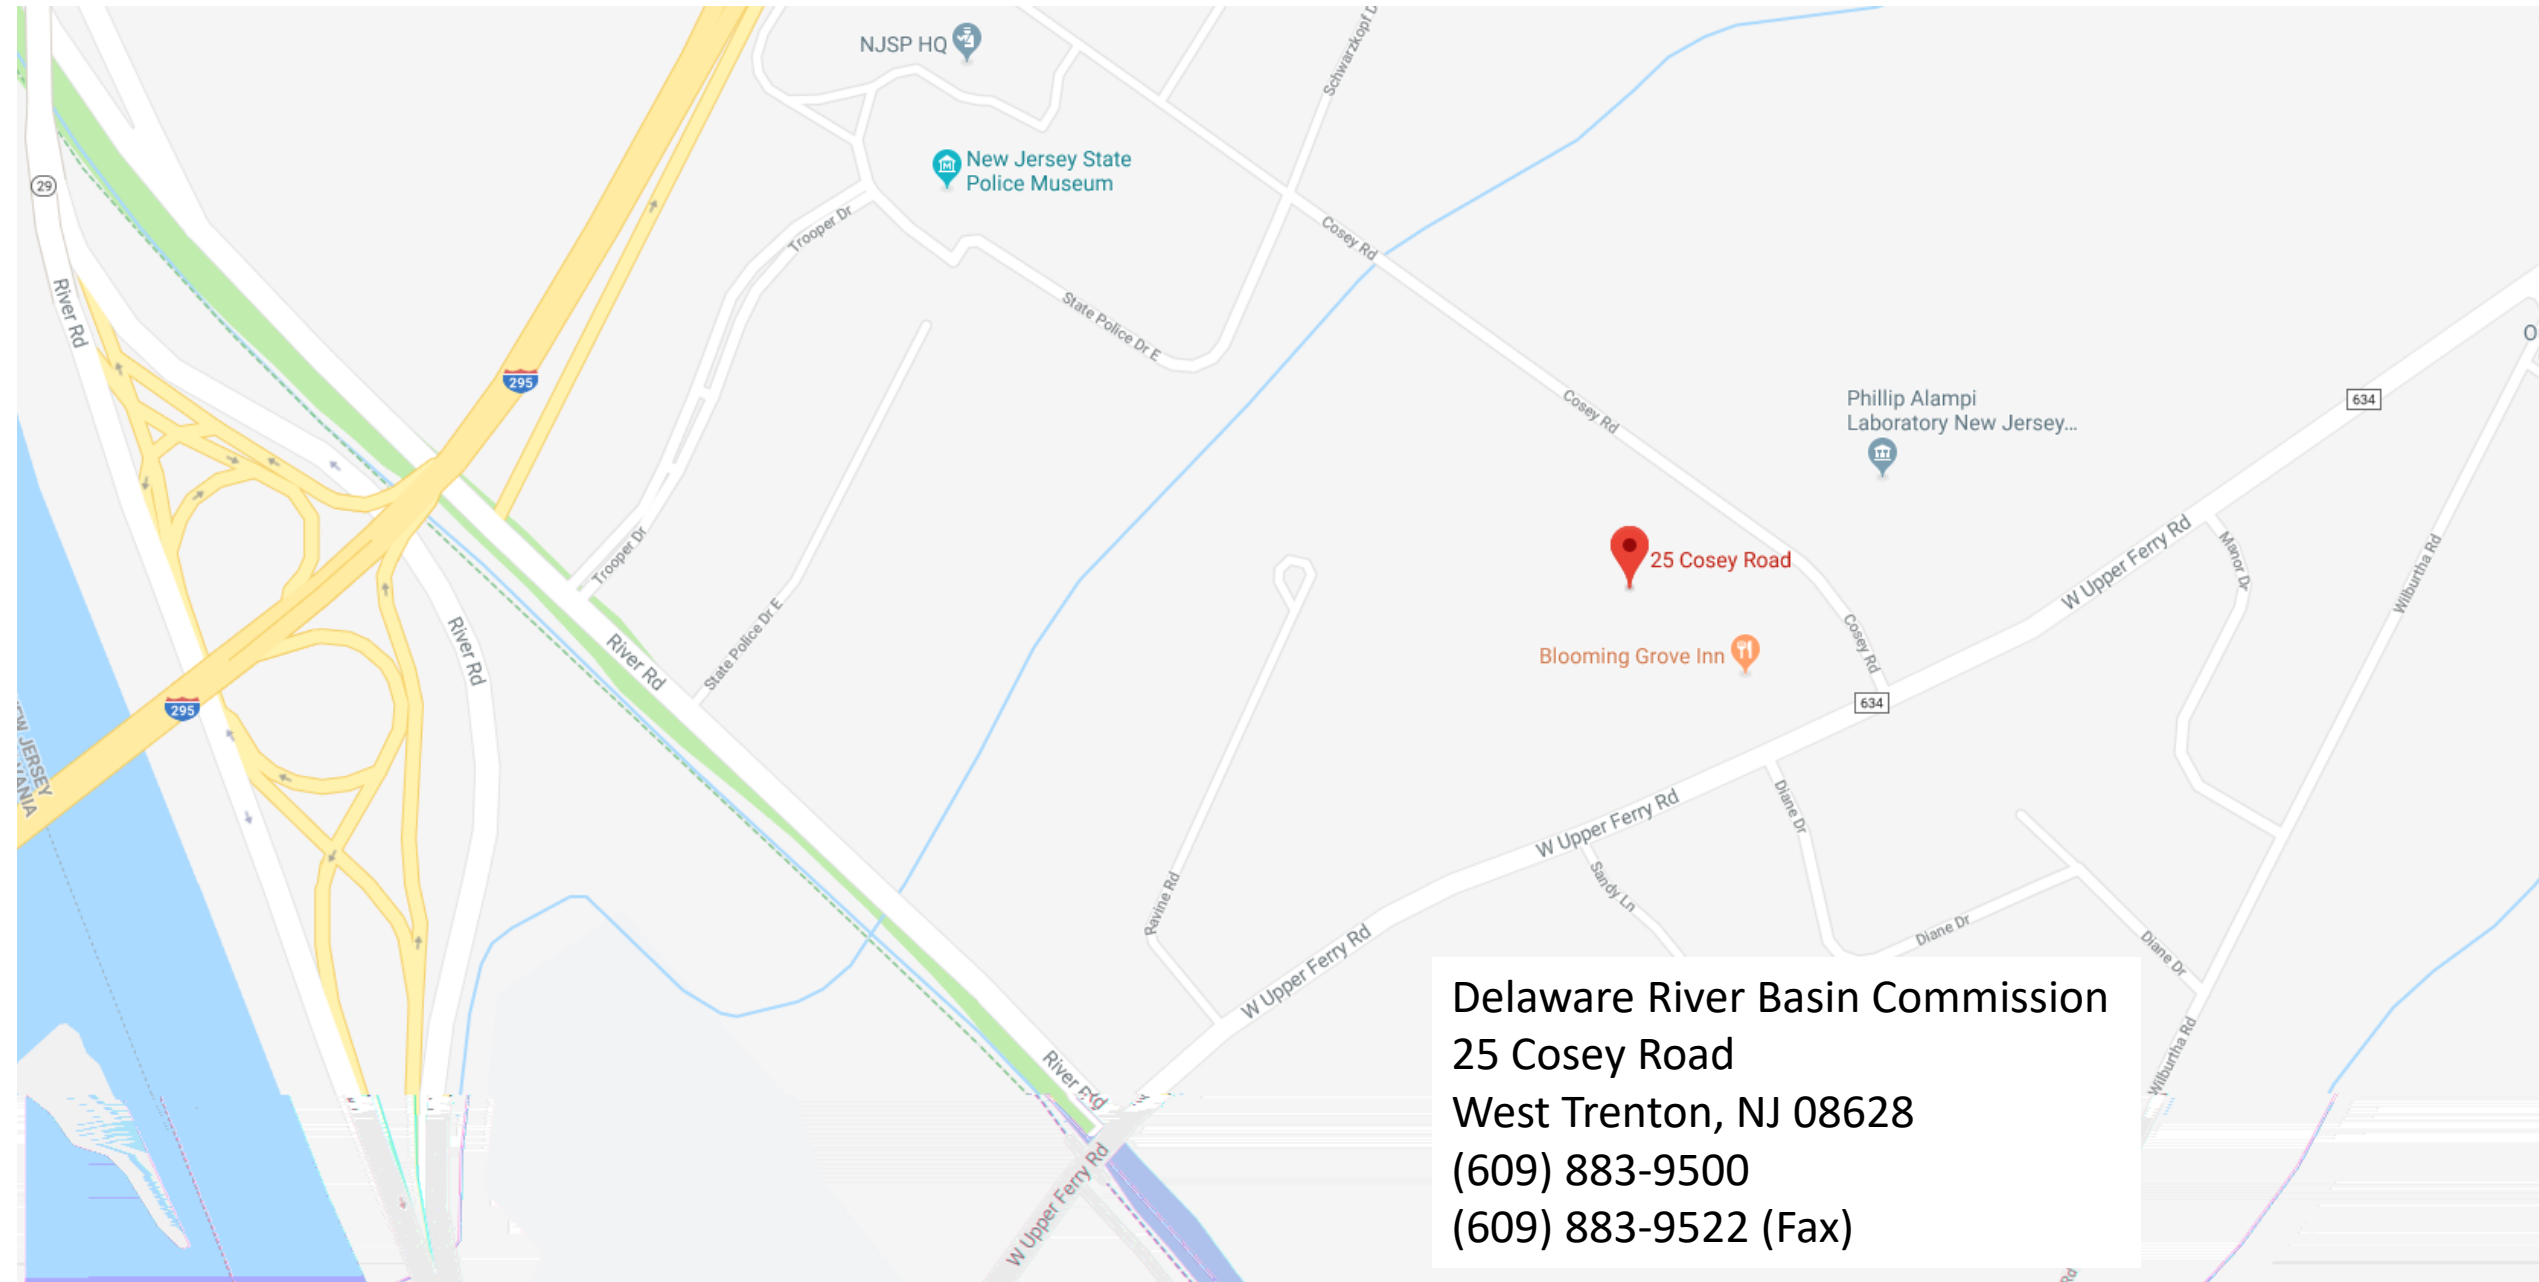 NJSP HQ
New Jersey State
Police Museum
Schwarzkopf D
29
Trooper Dr
Cosey Rd
State Police Dr E
River Rd
295
Cosey Rd
Phillip Alampi
Laboratory New Jersey...
634
O
25 Cosey Road
Trooper Dr
W Upper Ferry Rd
Manor Dr
Wilburtha Rd
State Police Dr E
River Rd
River Rd
Blooming Grove Inn
Cosey Rd
634
295
EW JERSEY
VANIA
W Upper Ferry Rd
Diane Dr
Sandy Ln
Ravine Rd
W Upper Ferry Rd
Diane Dr
Diane Dr
River Rd
Wilburtha Rd
W Upper Ferry Rd
Rd
Delaware River Basin Commission
25 Cosey Road
West Trenton, NJ 08628
(609) 883-9500
(609) 883-9522 (Fax)